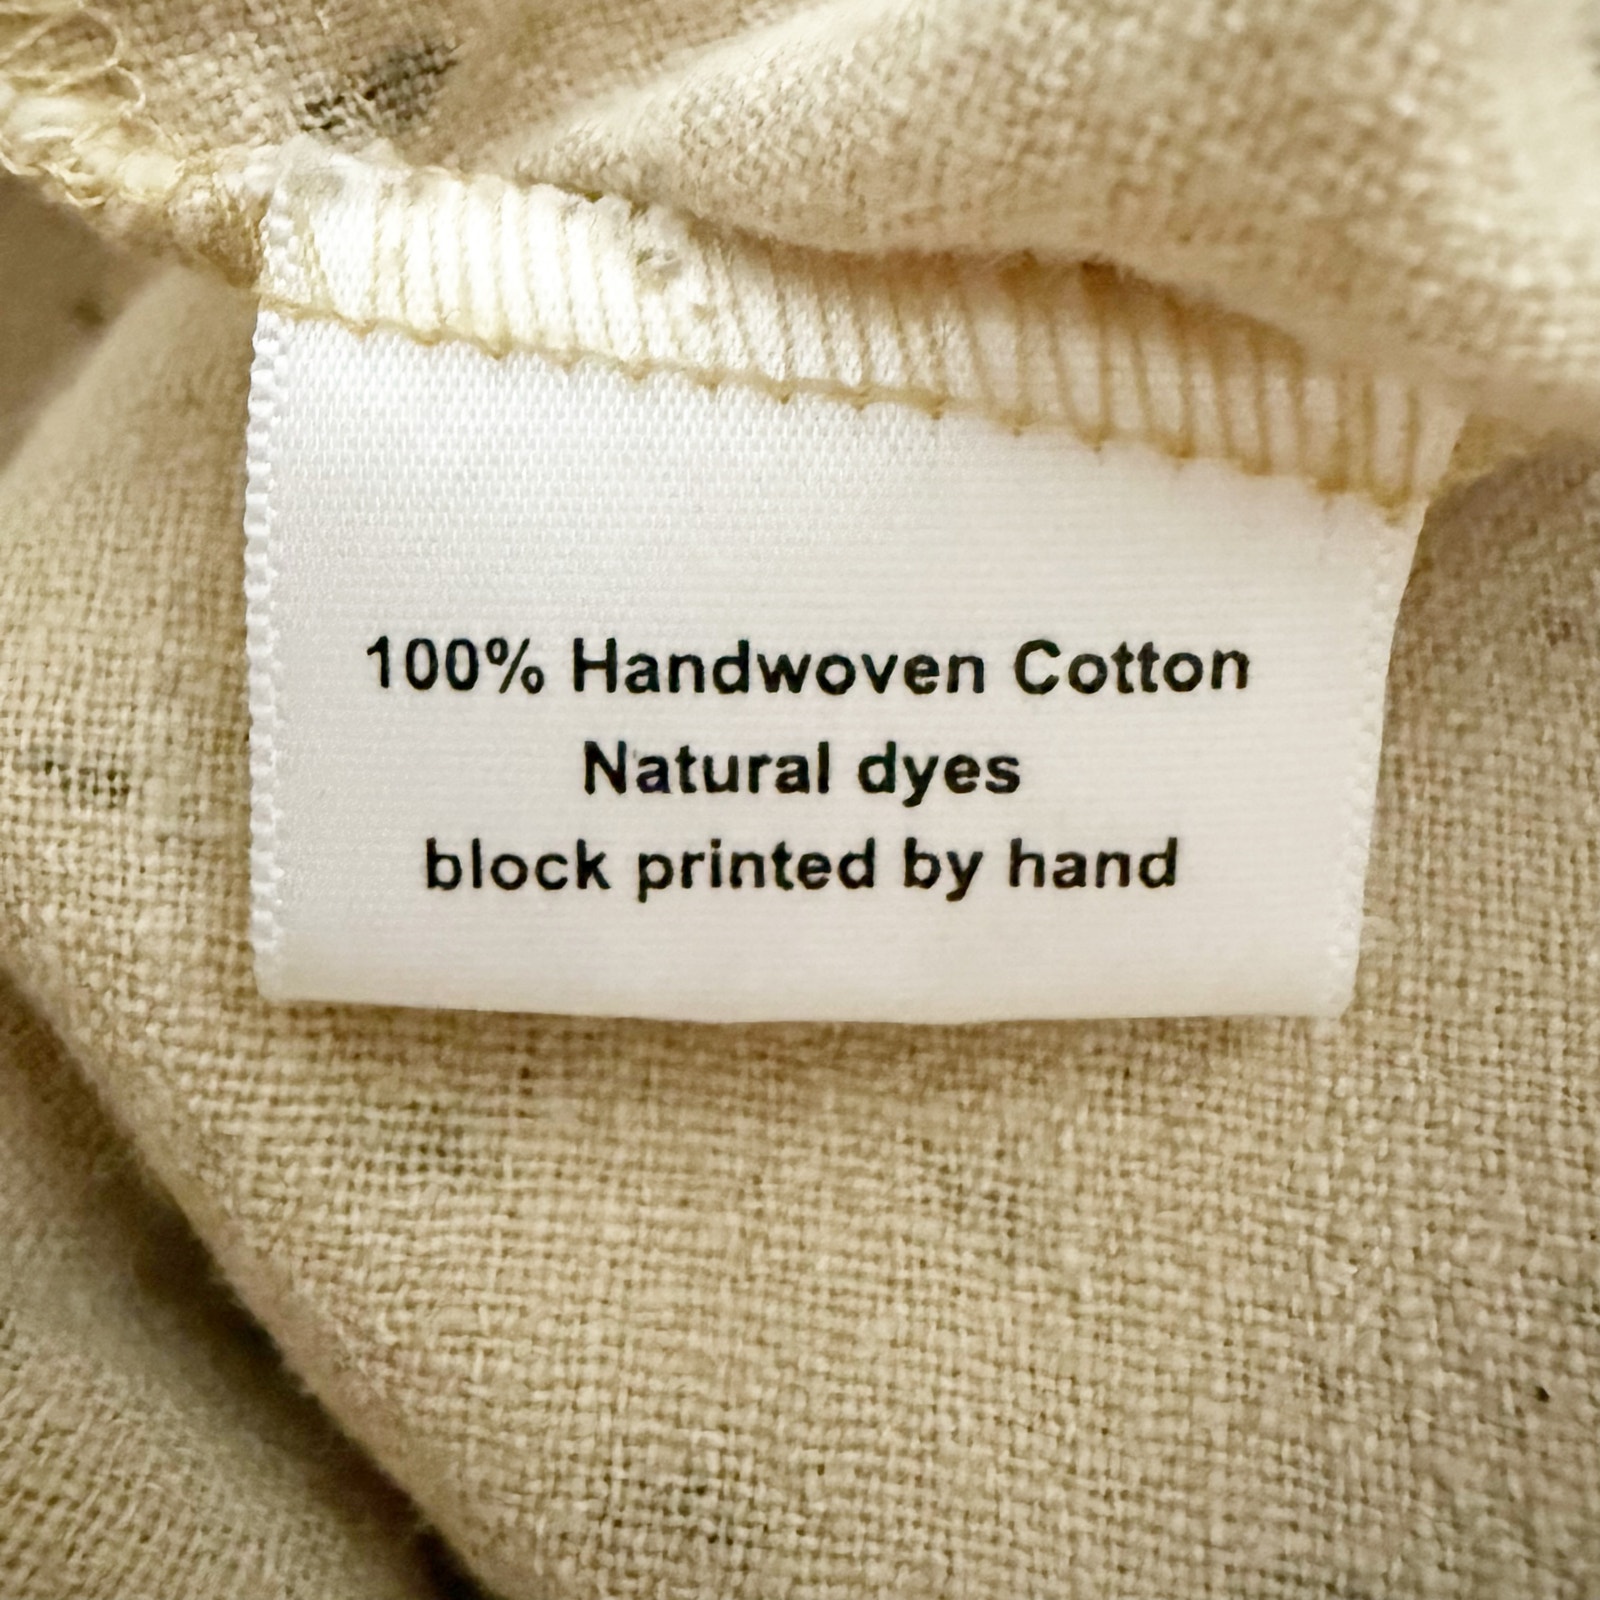 100% Handwoven Cotton
Natural dyes
block printed by hand